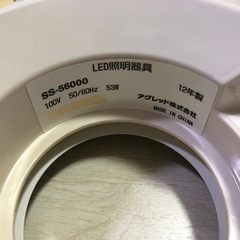 LED照明器具
SS-56000
100V 50/60Hz 53W
12年製
アグレッド株式会社
MADE IN CHINA